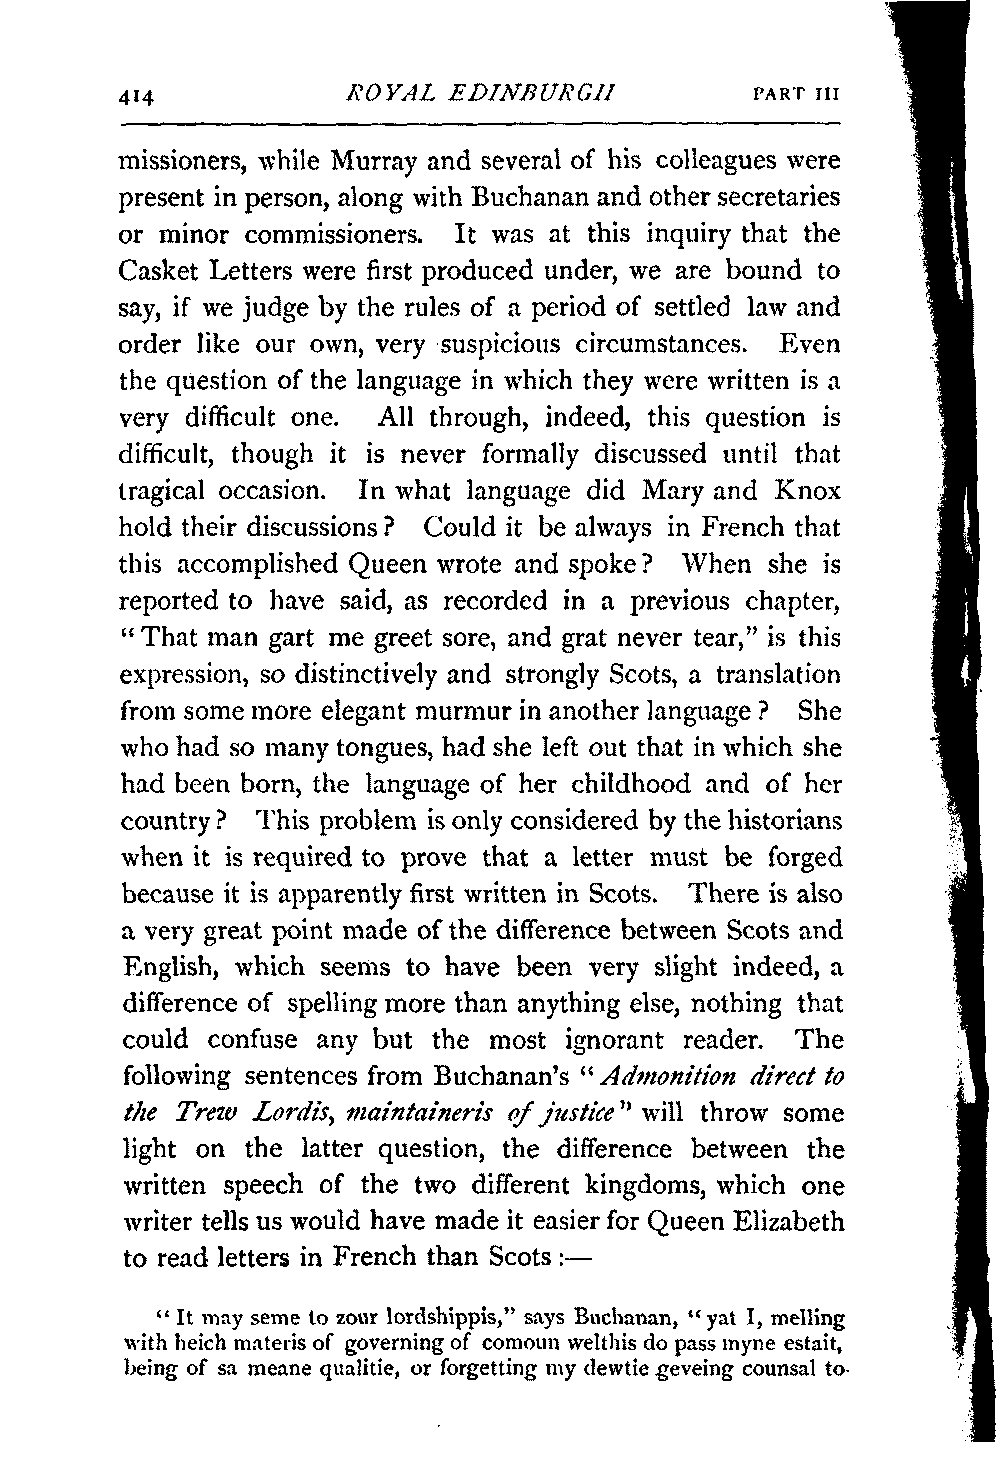 414 ROYAL EDINBURGH PART III
missioners, while Murray and several of his colleagues were
present in person, along with Buchanan and other secretaries
or minor commissioners. It was at this inquiry that the
Casket Letters were first produced under, we are bound to
say, if we judge by the rules of a period of settled law and
order like our own, very suspicious circumstances. Even
the question of the language in which they were written is a
very difficult one. All through, indeed, this question is
difficult, though it is never formally discussed until that
tragical occasion. In what language did Mary and Knox
hold their discussions? Could it be always in French that
this accomplished Queen wrote and spoke? When she is
reported to have said, as recorded in a previous chapter,
“That man gart me greet sore, and grat never tear,” is this
expression, so distinctively and strongly Scots, a translation
from some more elegant murmur in another language? She
who had so many tongues, had she left out that in which she
had been born, the language of her childhood and of her
country? This problem is only considered by the historians
when it is required to prove that a letter must be forged
because it is apparently first written in Scots. There is also
a very great point made of the difference between Scots and
English, which seems to have been very slight indeed, a
difference of spelling more than anything else, nothing that
could confuse any but the most ignorant reader. The
following sentences from Buchanan's “Admonition direct to
the Trew Lordis, maintaineris of justice” will throw some
light on the latter question, the difference between the
written speech of the two different kingdoms, which one
writer tells us would have made it easier for Queen Elizabeth
to read letters in French than Scots:—
“It may seme to zour lordshippis,” says Buchanan, “yat I, melling
with heich materis of governing of comoun welthis do pass myne estait,
being of sa meane qualitie, or forgetting my dewtie geveing counsal to